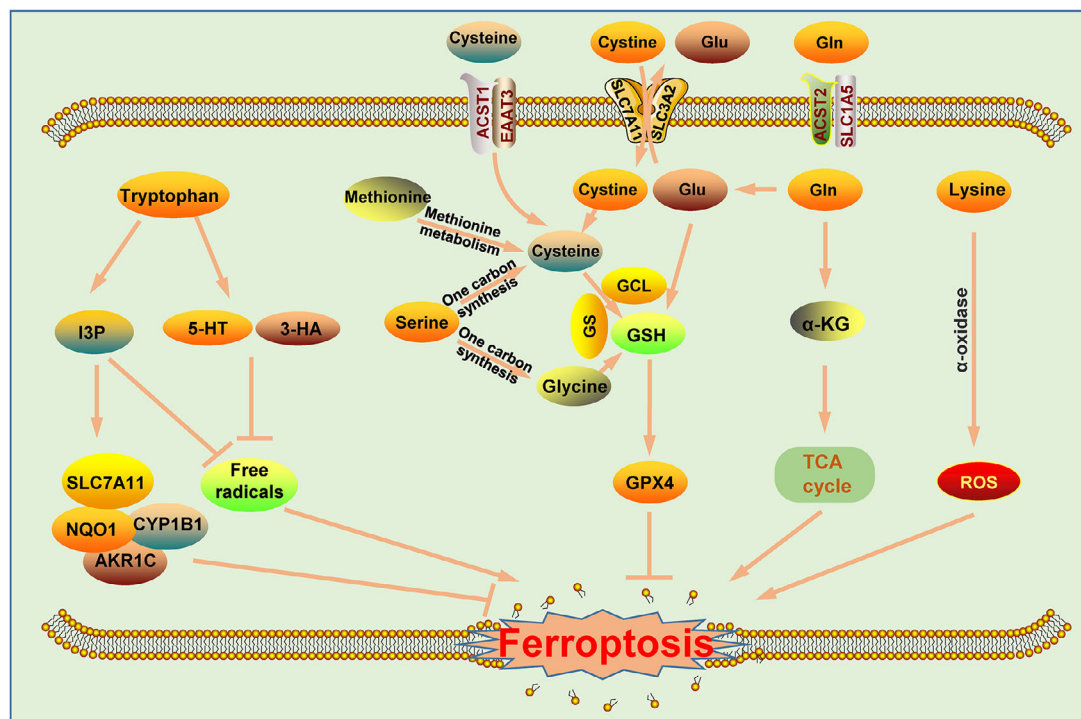 Cysteine
Cystine
Glu
Gln
ACST1
EAAT3
SLC7A11
SLC3A2
ACST2
SLC1A5
Tryptophan
Methionine
Cystine
Glu
Gln
Lysine
Methionine
metabolism
Cysteine
One carbon
synthesis
GCL
I3P
5-HT
3-HA
Serine
GS
GSH
α-KG
α-oxidase
One carbon
synthesis
Glycine
SLC7A11
Free
radicals
GPX4
TCA
cycle
ROS
NQO1
CYP1B1
AKR1C
Ferroptosis